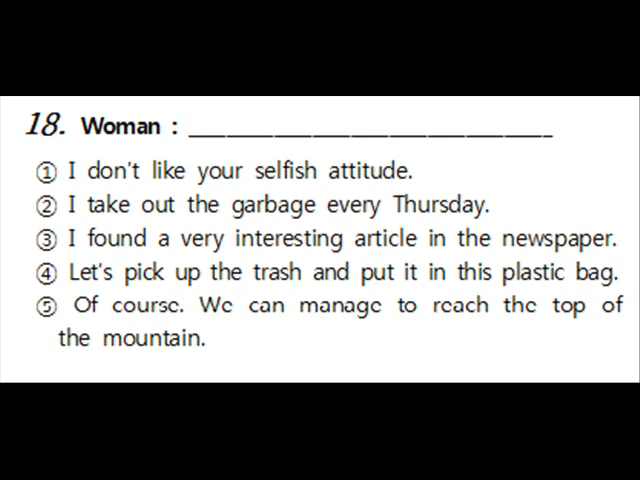 18. Woman : ______________________________
① I don't like your selfish attitude.
② I take out the garbage every Thursday.
③ I found a very interesting article in the newspaper.
④ Let's pick up the trash and put it in this plastic bag.
⑤ Of course. We can manage to reach the top of
the mountain.